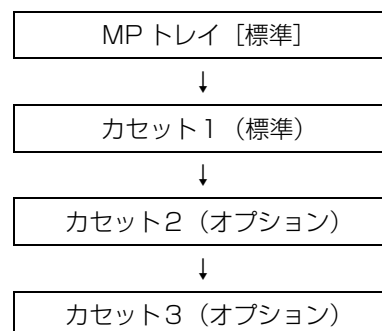 MP トレイ［標準］
↓
カセット１（標準）
↓
カセット２（オプション）
↓
カセット３（オプション）